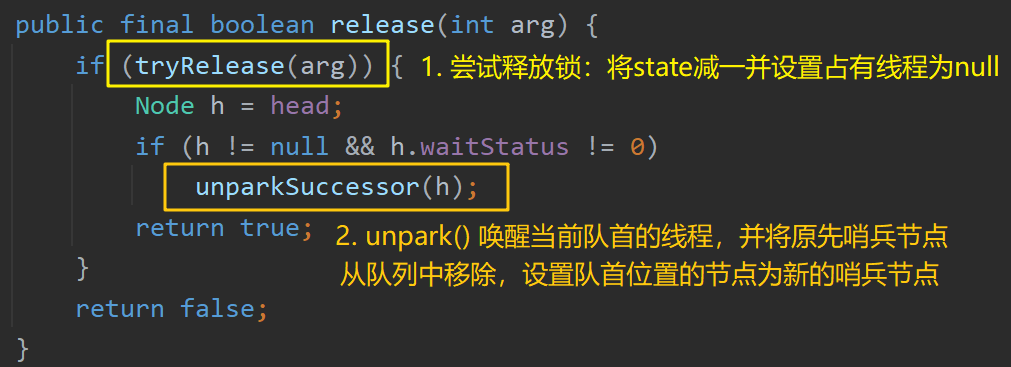 public final boolean release(int arg) {
if (tryRelease(arg)) { 1. 尝试释放锁：将state减一并设置占有线程为null
Node h = head;
if (h != null && h.waitStatus != 0)
unparkSuccessor(h);
return true; 2. unpark() 唤醒当前队首的线程，并将原先哨兵节点
从队列中移除，设置队首位置的节点为新的哨兵节点
}
return false;
}